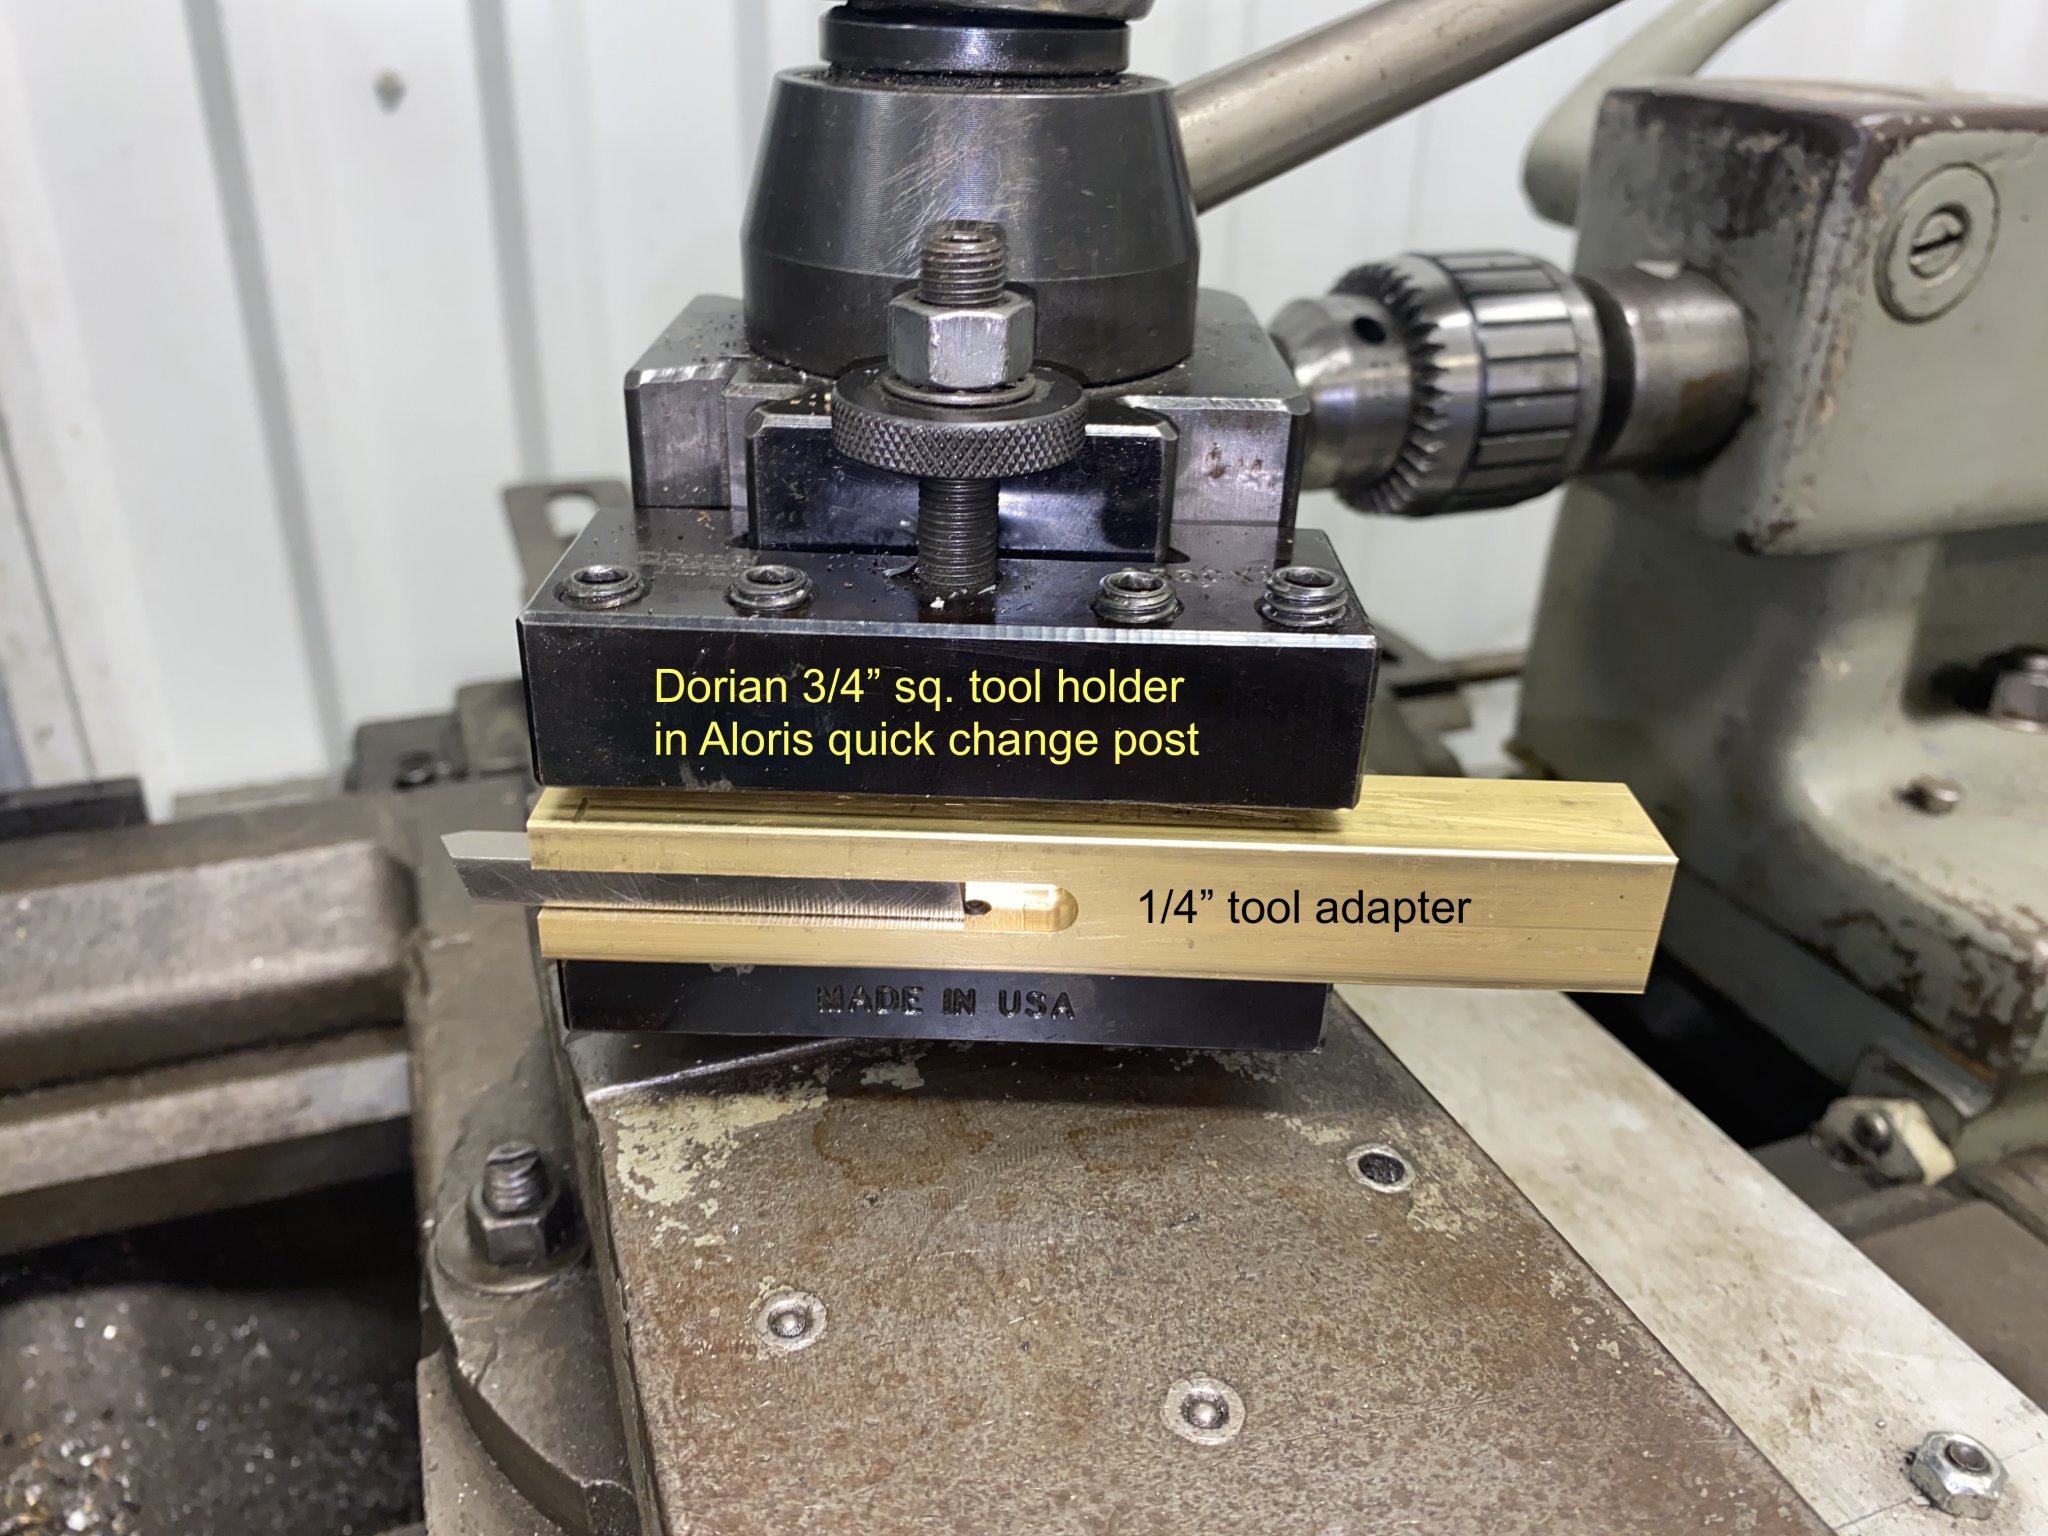 Dorian 3/4” sq. tool holder
in Aloris quick change post
1/4” tool adapter
MADE IN USA